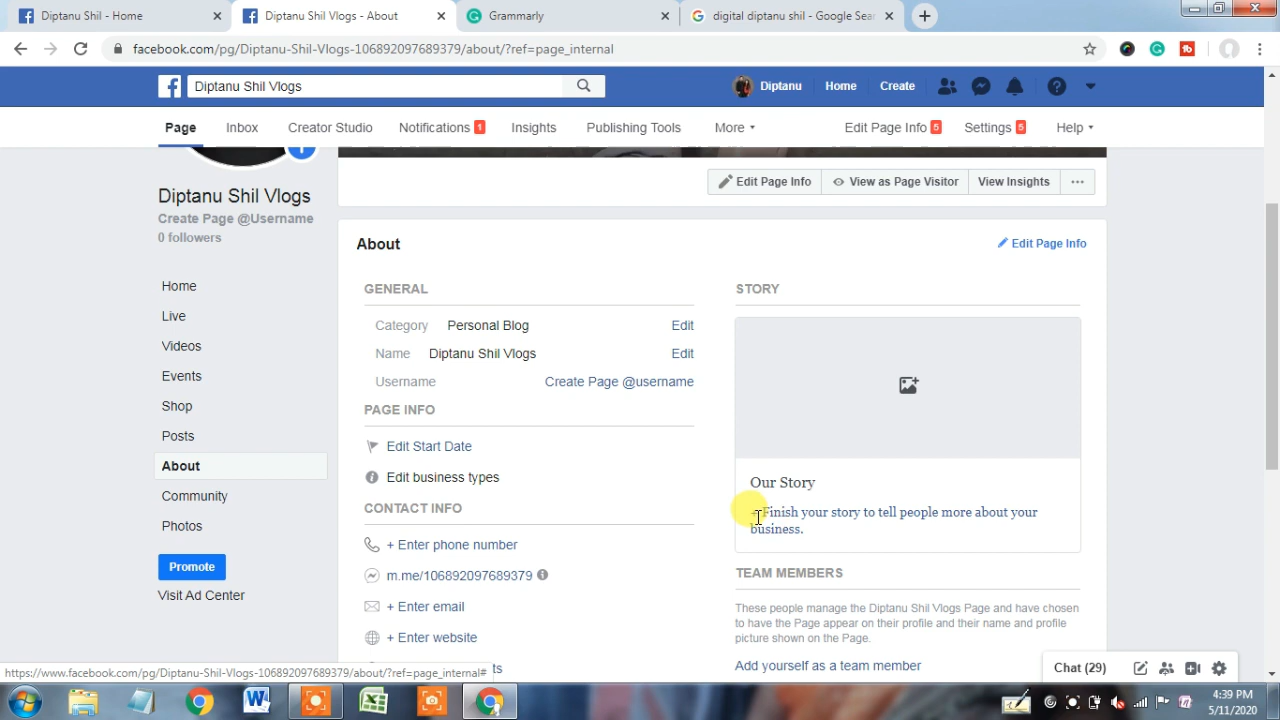 Diptanu Shil - Home
Diptanu Shil Vlogs - About
Grammarly
digital diptanu shil - Google Sear
facebook.com/pg/Diptanu-Shil-Vlogs-106892097689379/about/?ref=page_internal
Diptanu Shil Vlogs
Diptanu
Home
Create
Page
Inbox
Creator Studio
Notifications 1
Insights
Publishing Tools
More
Edit Page Info 5
Settings 5
Help
Diptanu Shil Vlogs
Create Page @Username
0 followers
Edit Page Info
View as Page Visitor
View Insights
Home
Live
Videos
Events
Shop
Posts
About
Community
Photos
Promote
Visit Ad Center
About
Edit Page Info
GENERAL
Category Personal Blog Edit
Name Diptanu Shil Vlogs Edit
Username Create Page @username
PAGE INFO
Edit Start Date
Edit business types
CONTACT INFO
+ Enter phone number
m.me/106892097689379
+ Enter email
+ Enter website
STORY
Our Story
+ Finish your story to tell people more about your
business.
TEAM MEMBERS
These people manage the Diptanu Shil Vlogs Page and have chosen
to have the Page appear on their profile and their name and profile
picture shown on the Page.
Add yourself as a team member
Chat (29)
https://www.facebook.com/pg/Diptanu-Shil-Vlogs-106892097689379/about/?ref=page_internal#
4:39 PM
5/11/2020